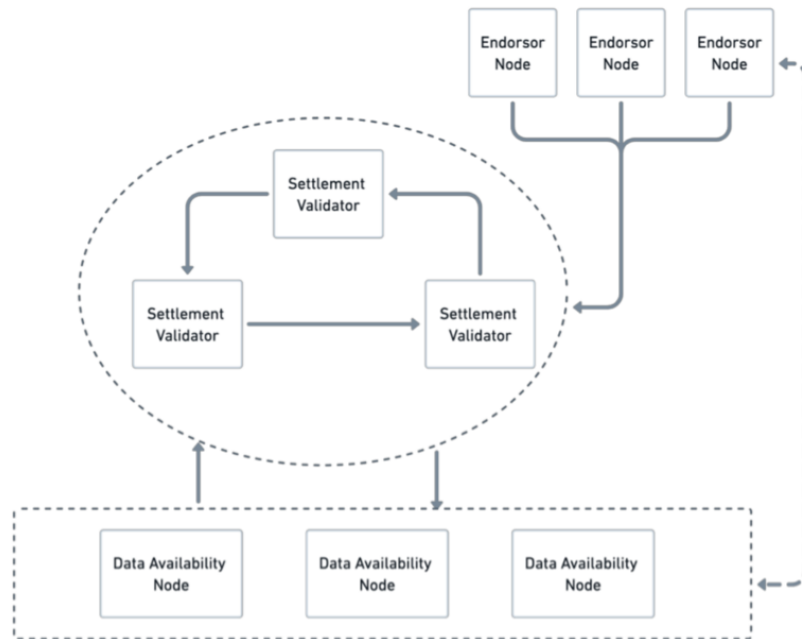 Endorsor
Node
Endorsor
Node
Endorsor
Node
Settlement
Validator
Settlement
Validator
Settlement
Validator
Data Availability
Node
Data Availability
Node
Data Availability
Node